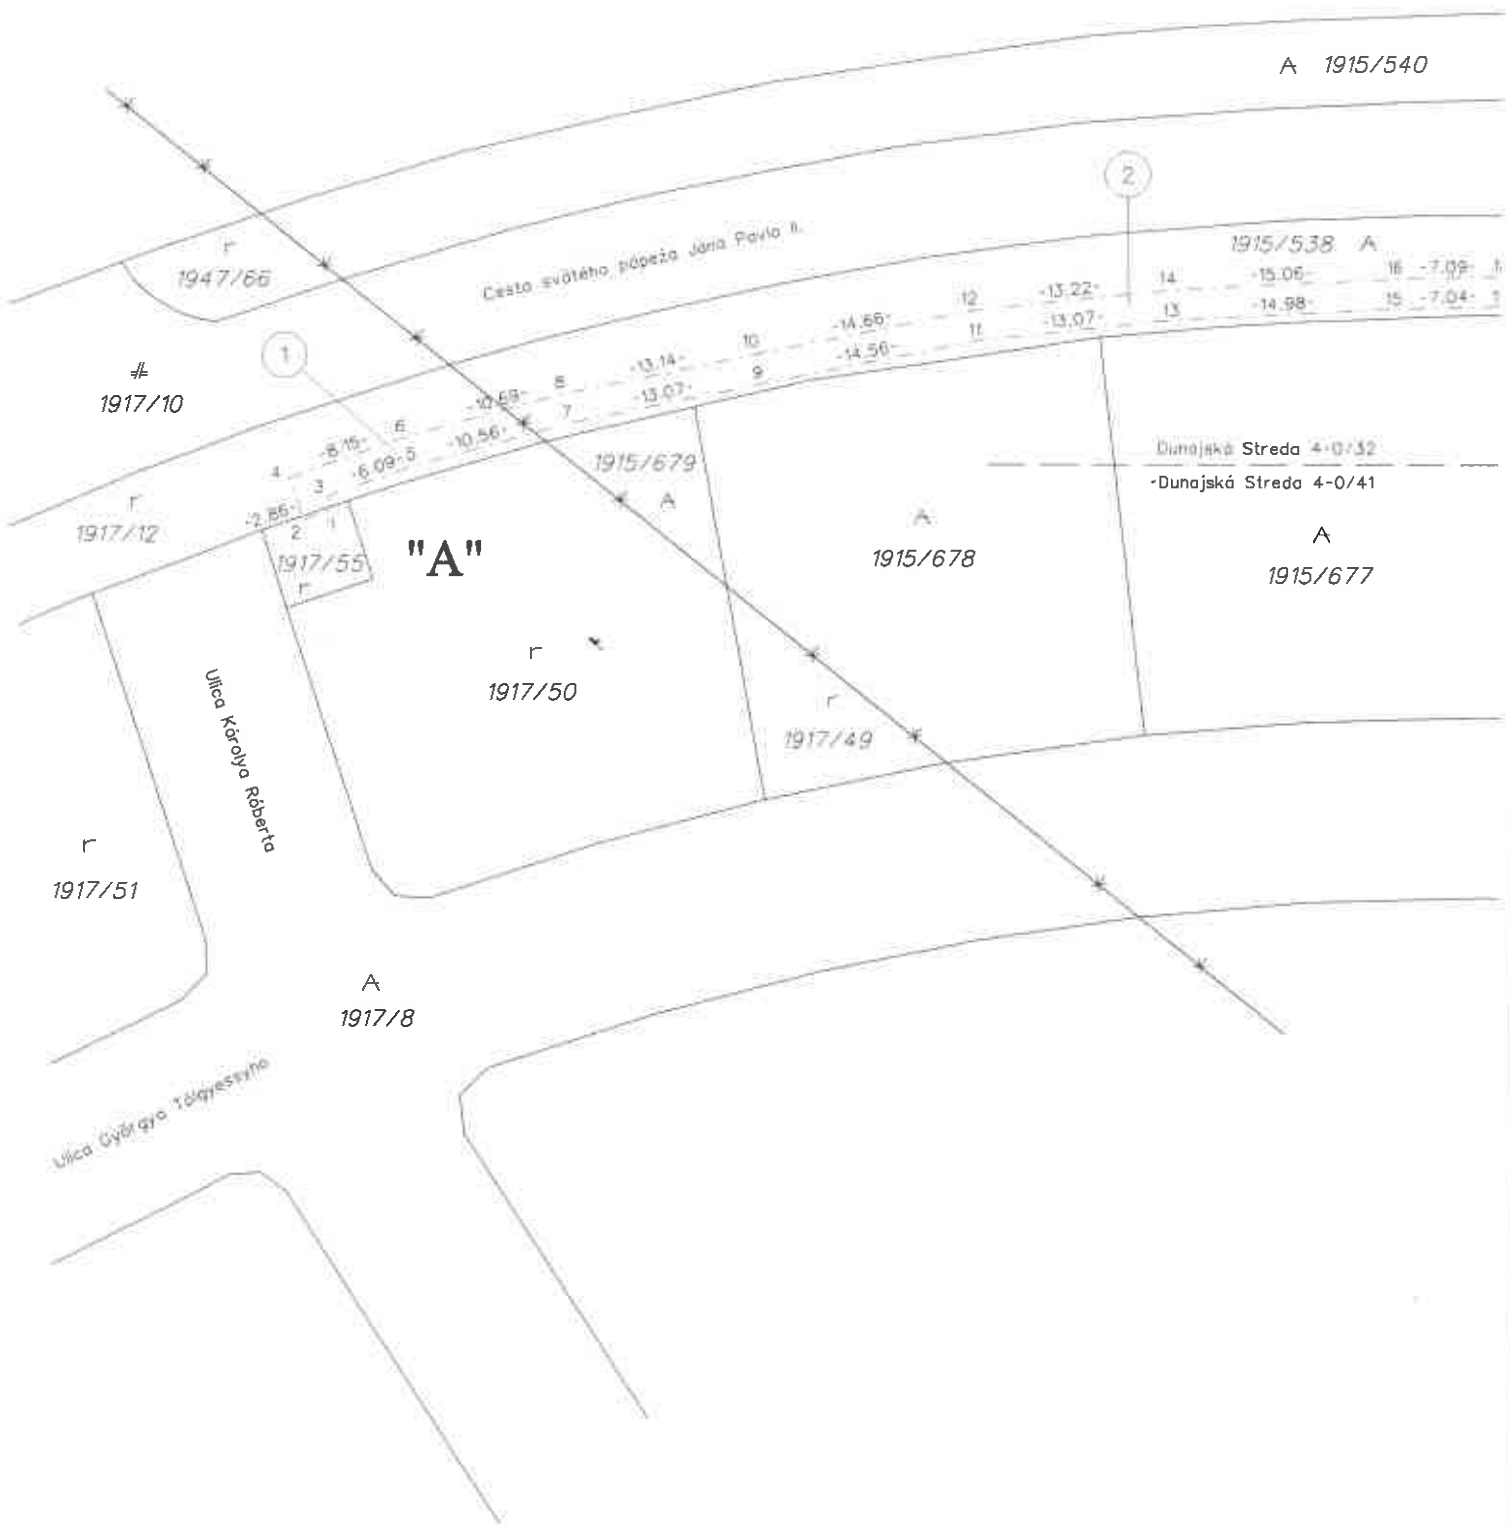 A 1915/540
2
r
1947/66
Cesta svätého pápeža Jána Pavla II.
1915/538 A
14 -15.06- 16 -7.09-
12 -13.22-
13 -14.98- 15 -7.04-
10 -14.66-
11 -13.07-
1
8 -13.14-
9 -14.56-
#
1917/10
6 -10.69-
7 -13.07-
4 -8.15-
5 -10.56-
3 -6.09-
-2.85-
2 1
1915/679
A
Dunajská Streda 4-0/32
-Dunajská Streda 4-0/41
r
1917/12
1917/55
r
"A"
A
1915/678
A
1915/677
r
1917/50
Ulica Károlya Róberta
r
1917/49
r
1917/51
A
1917/8
Ulica Györgya Tölgyessyho